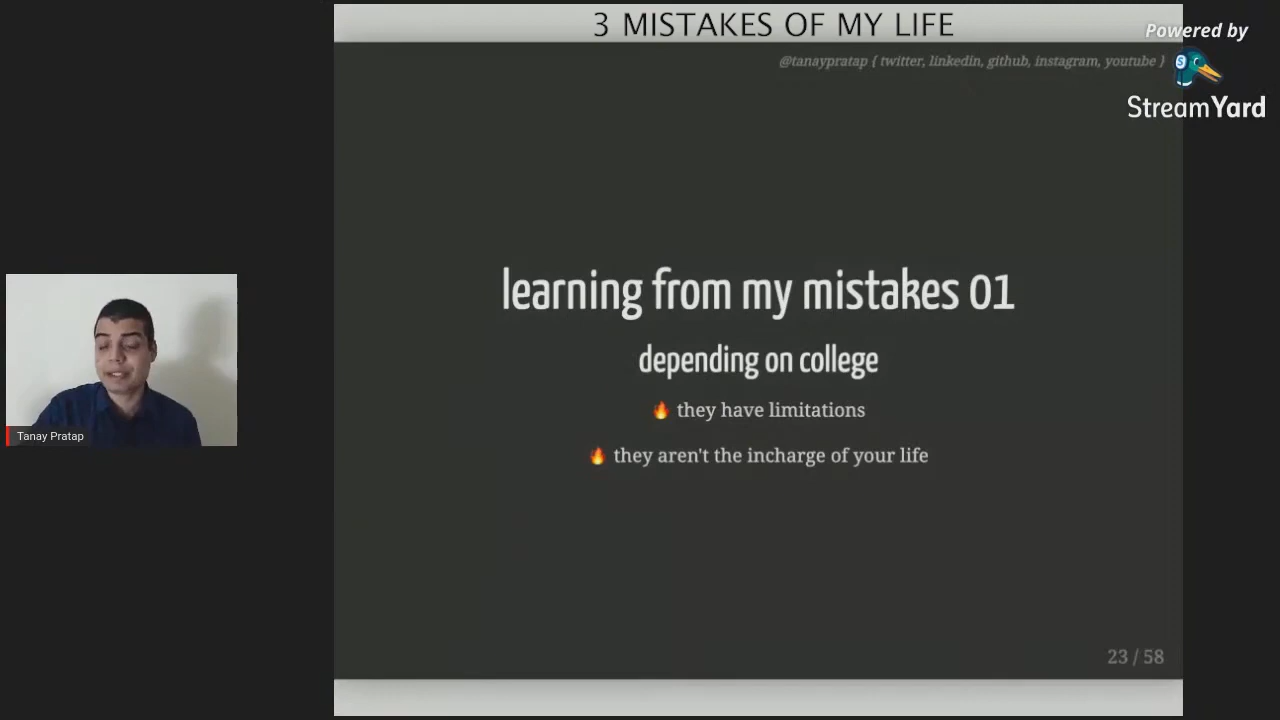 3 MISTAKES OF MY LIFE
Powered by
@tanaypratap { twitter, linkedin, github, instagram, youtube }
StreamYard
learning from my mistakes 01
depending on college
🔥 they have limitations
🔥 they aren't the incharge of your life
Tanay Pratap
23 / 58